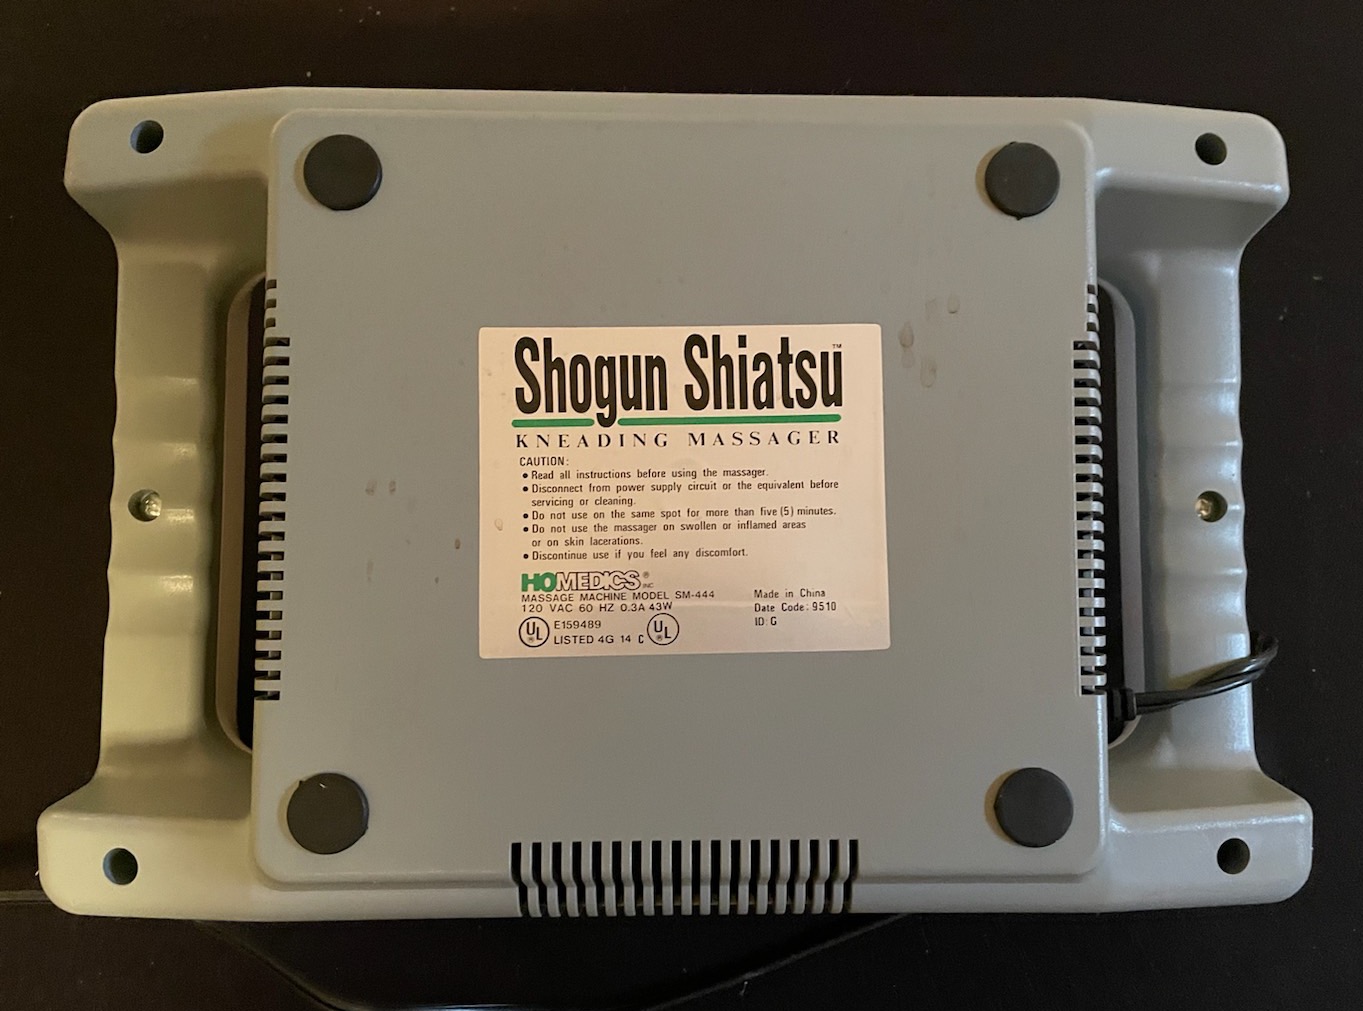 Shogun Shiatsu™
KNEADING MASSAGER
CAUTION:
• Read all instructions before using the massager.
• Disconnect from power supply circuit or the equivalent before
servicing or cleaning.
• Do not use on the same spot for more than five (5) minutes.
• Do not use the massager on swollen or inflamed areas
or on skin lacerations.
• Discontinue use if you feel any discomfort.
HOMEDICS® INC
MASSAGE MACHINE MODEL SM-444
120 VAC 60 HZ 0.3A 43W
UL® E159489
LISTED 4G 14 C UL®
Made in China
Date Code: 9510
ID: G